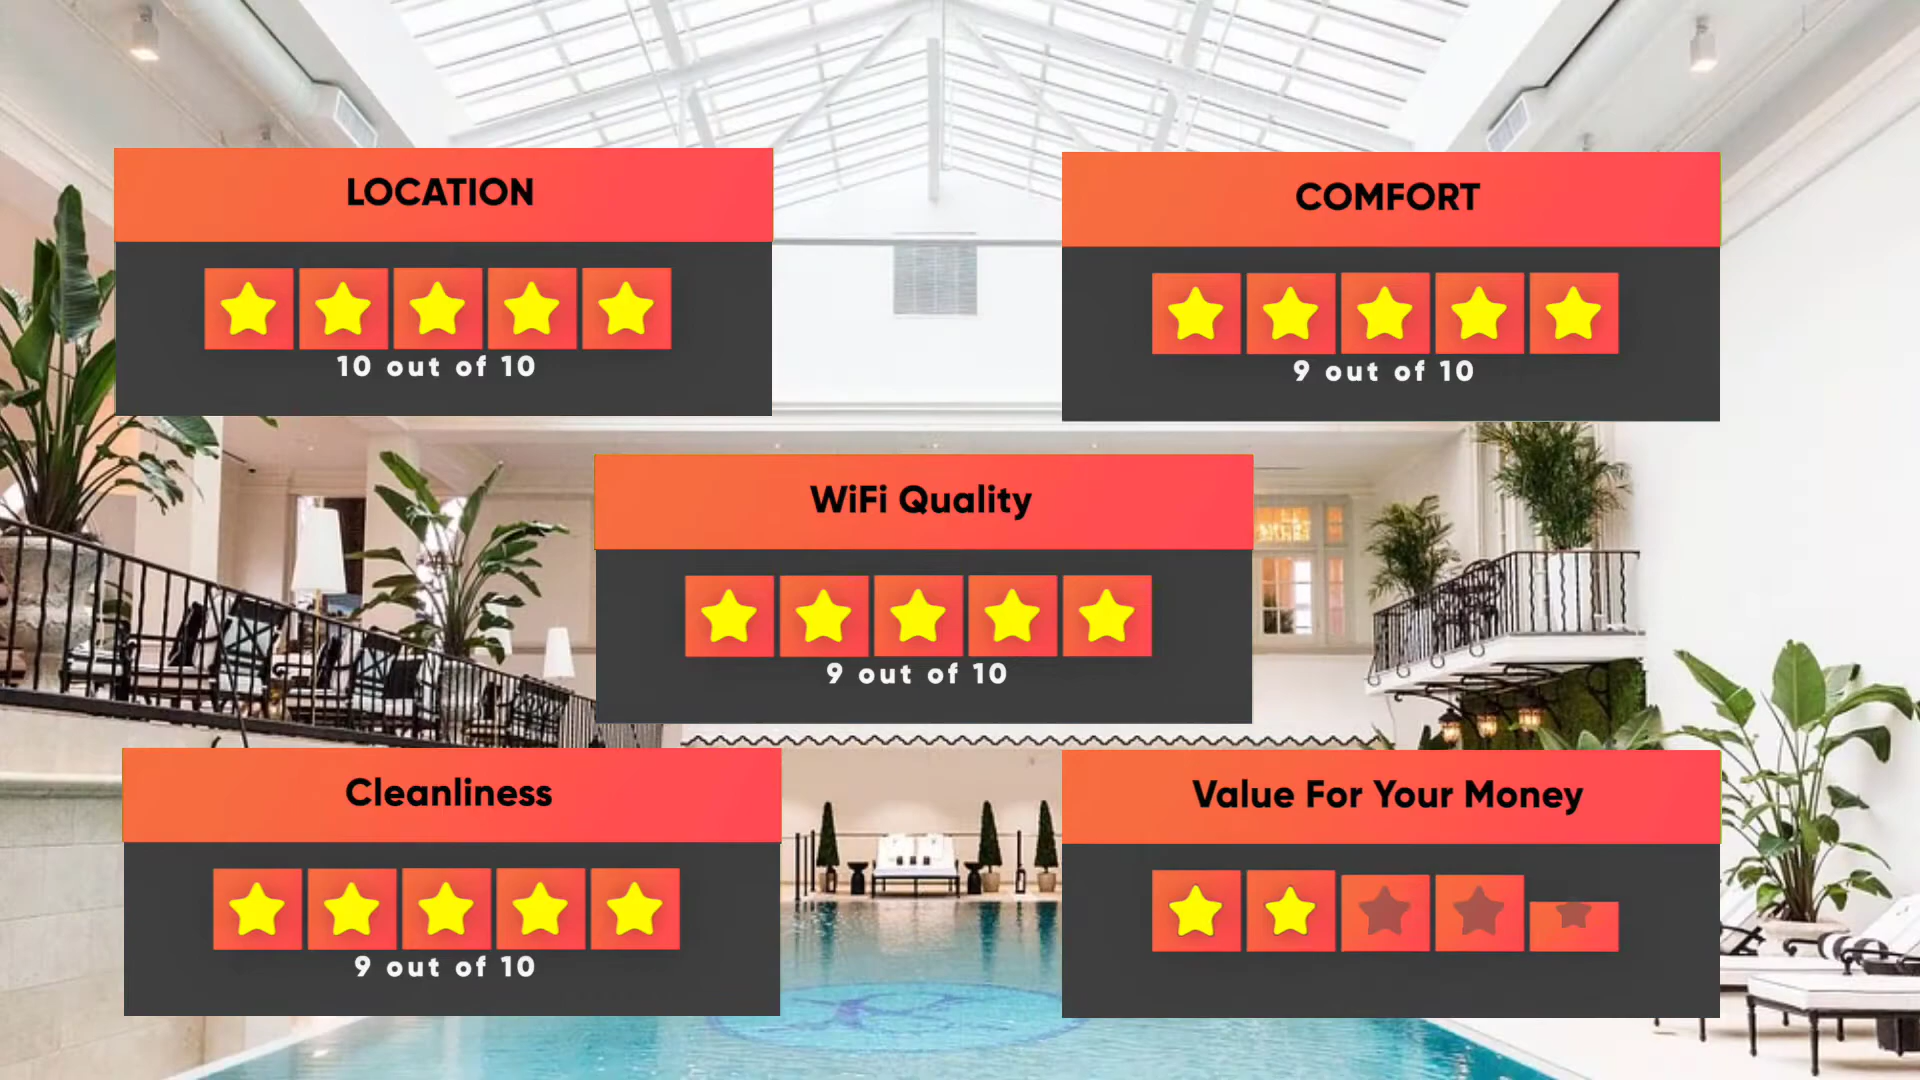 LOCATION
10 out of 10
COMFORT
9 out of 10
WiFi Quality
9 out of 10
Cleanliness
9 out of 10
Value For Your Money